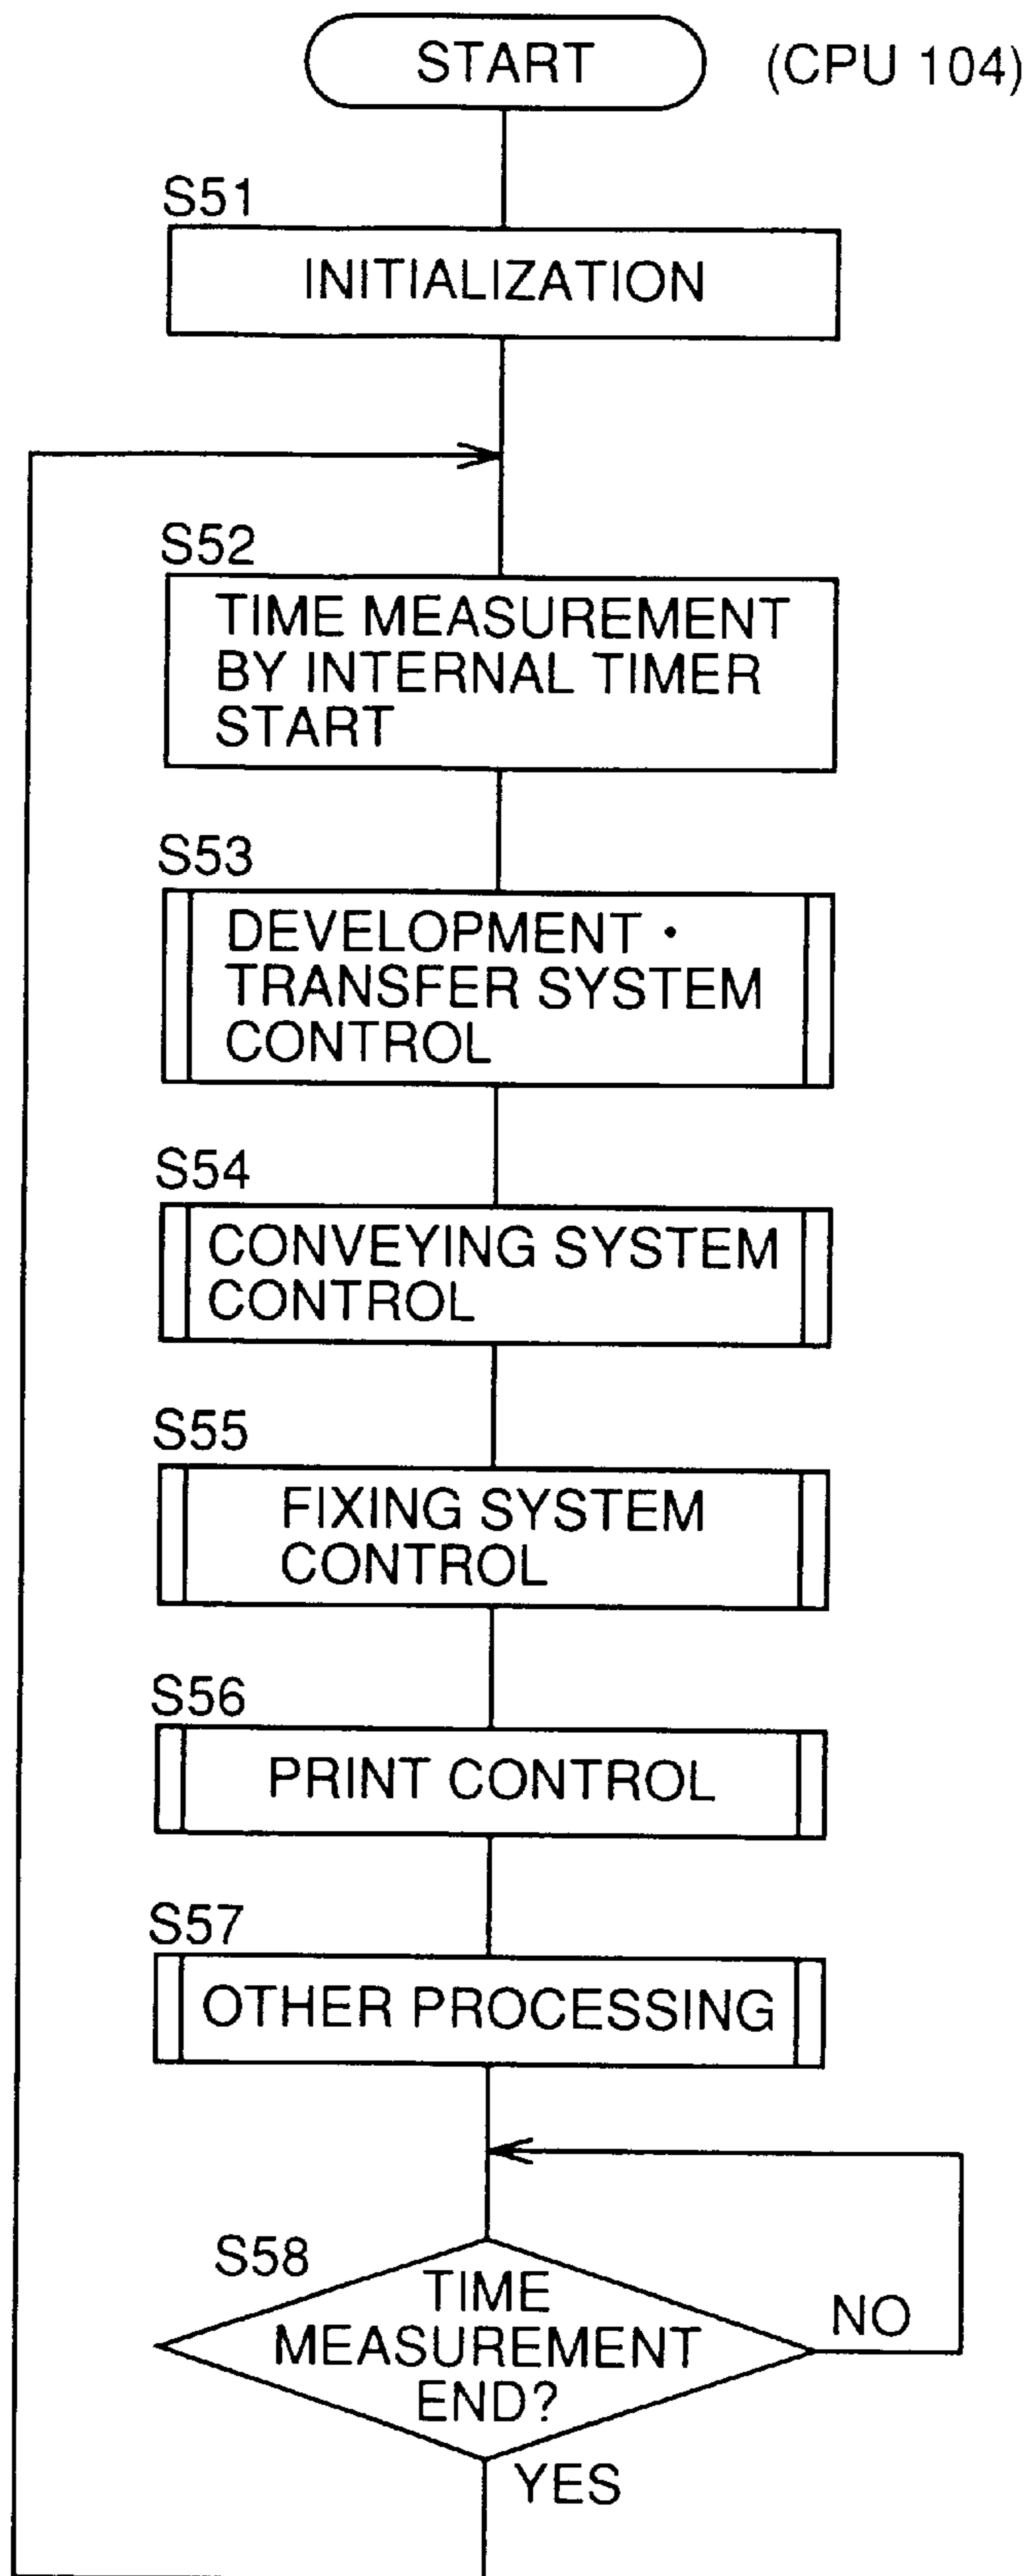 START
(CPU 104)
S51
INITIALIZATION
S52
TIME MEASUREMENT
BY INTERNAL TIMER
START
S53
DEVELOPMENT •
TRANSFER SYSTEM
CONTROL
S54
CONVEYING SYSTEM
CONTROL
S55
FIXING SYSTEM
CONTROL
S56
PRINT CONTROL
S57
OTHER PROCESSING
S58
TIME
MEASUREMENT
END?
NO
YES